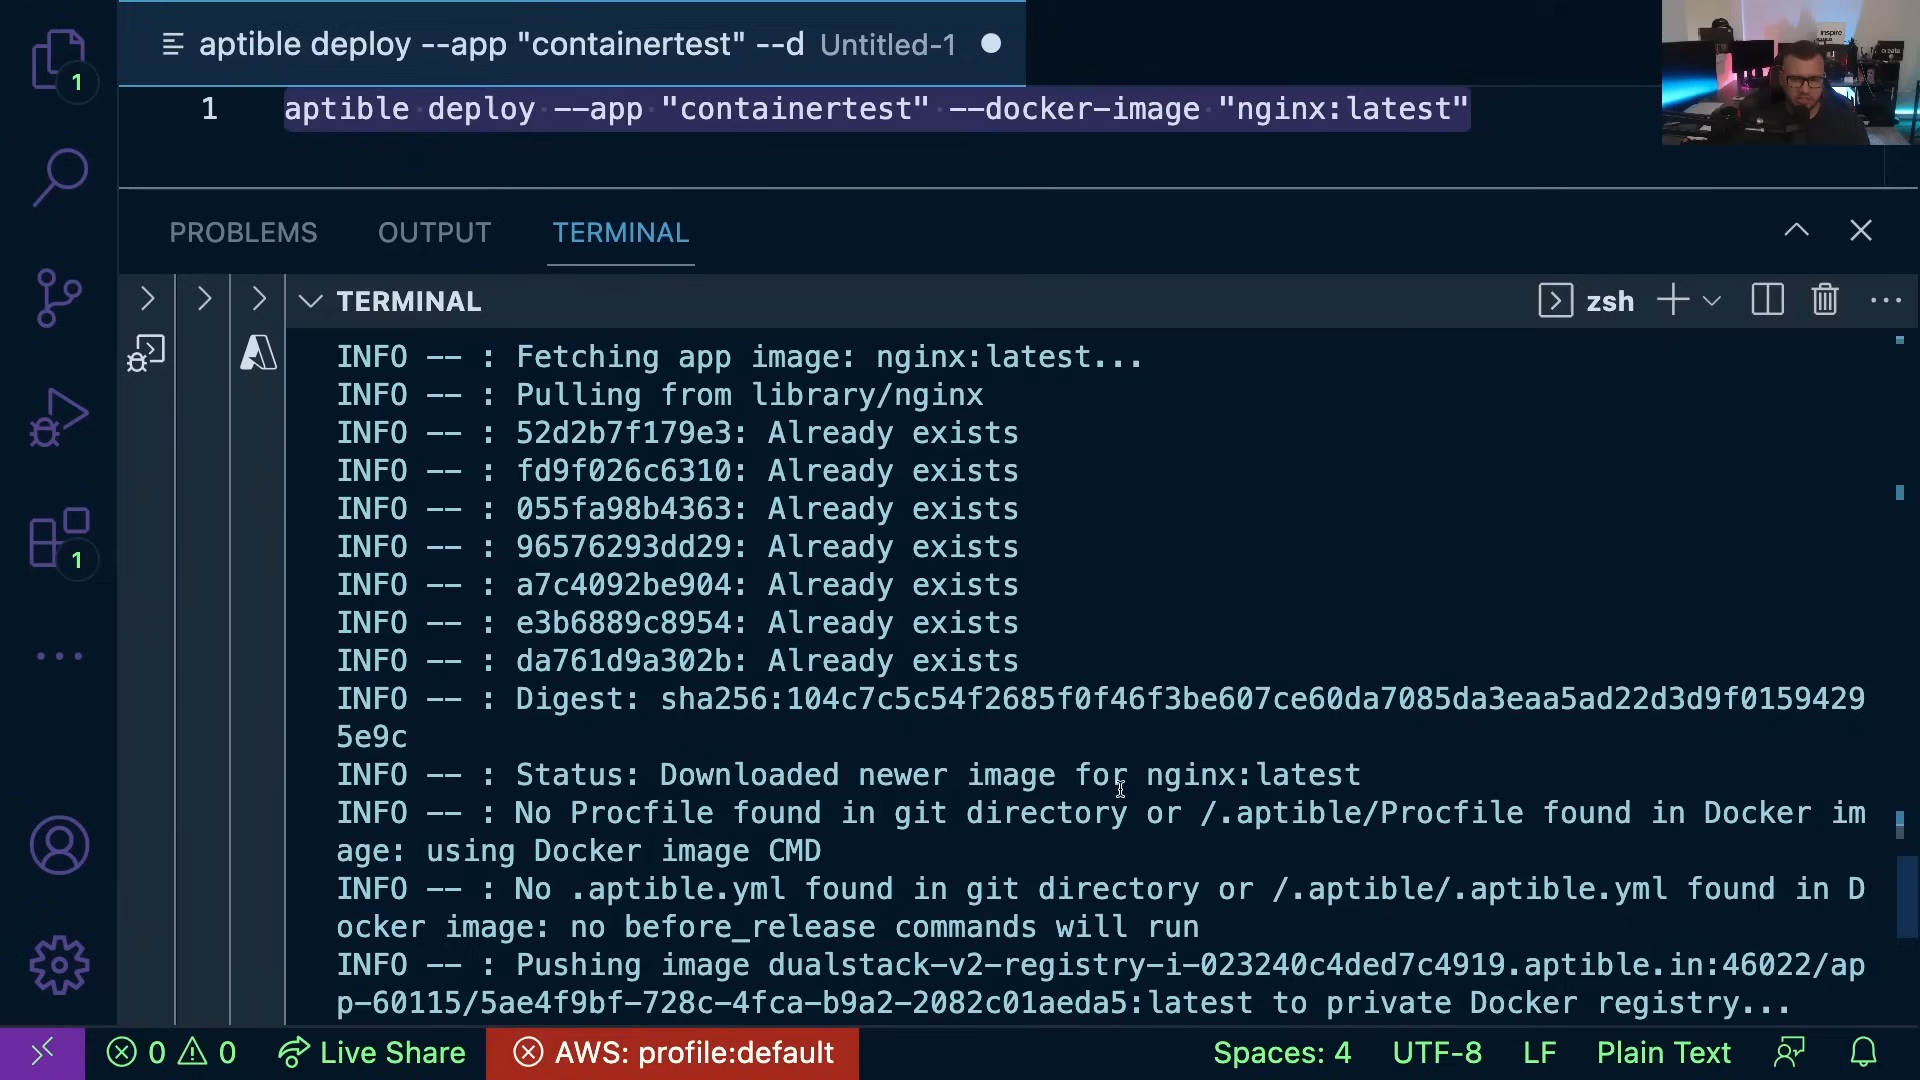 aptible deploy --app "containertest" --d Untitled-1
1 aptible deploy --app "containertest" --docker-image "nginx:latest"
inspire
create
PROBLEMS OUTPUT TERMINAL
TERMINAL zsh
INFO -- : Fetching app image: nginx:latest...
INFO -- : Pulling from library/nginx
INFO -- : 52d2b7f179e3: Already exists
INFO -- : fd9f026c6310: Already exists
INFO -- : 055fa98b4363: Already exists
INFO -- : 96576293dd29: Already exists
INFO -- : a7c4092be904: Already exists
INFO -- : e3b6889c8954: Already exists
INFO -- : da761d9a302b: Already exists
INFO -- : Digest: sha256:104c7c5c54f2685f0f46f3be607ce60da7085da3eaa5ad22d3d9f0159429
5e9c
INFO -- : Status: Downloaded newer image for nginx:latest
INFO -- : No Procfile found in git directory or /.aptible/Procfile found in Docker im
age: using Docker image CMD
INFO -- : No .aptible.yml found in git directory or /.aptible/.aptible.yml found in D
ocker image: no before_release commands will run
INFO -- : Pushing image dualstack-v2-registry-i-023240c4ded7c4919.aptible.in:46022/ap
p-60115/5ae4f9bf-728c-4fca-b9a2-2082c01aeda5:latest to private Docker registry...
1
1
0 0 Live Share AWS: profile:default Spaces: 4 UTF-8 LF Plain Text